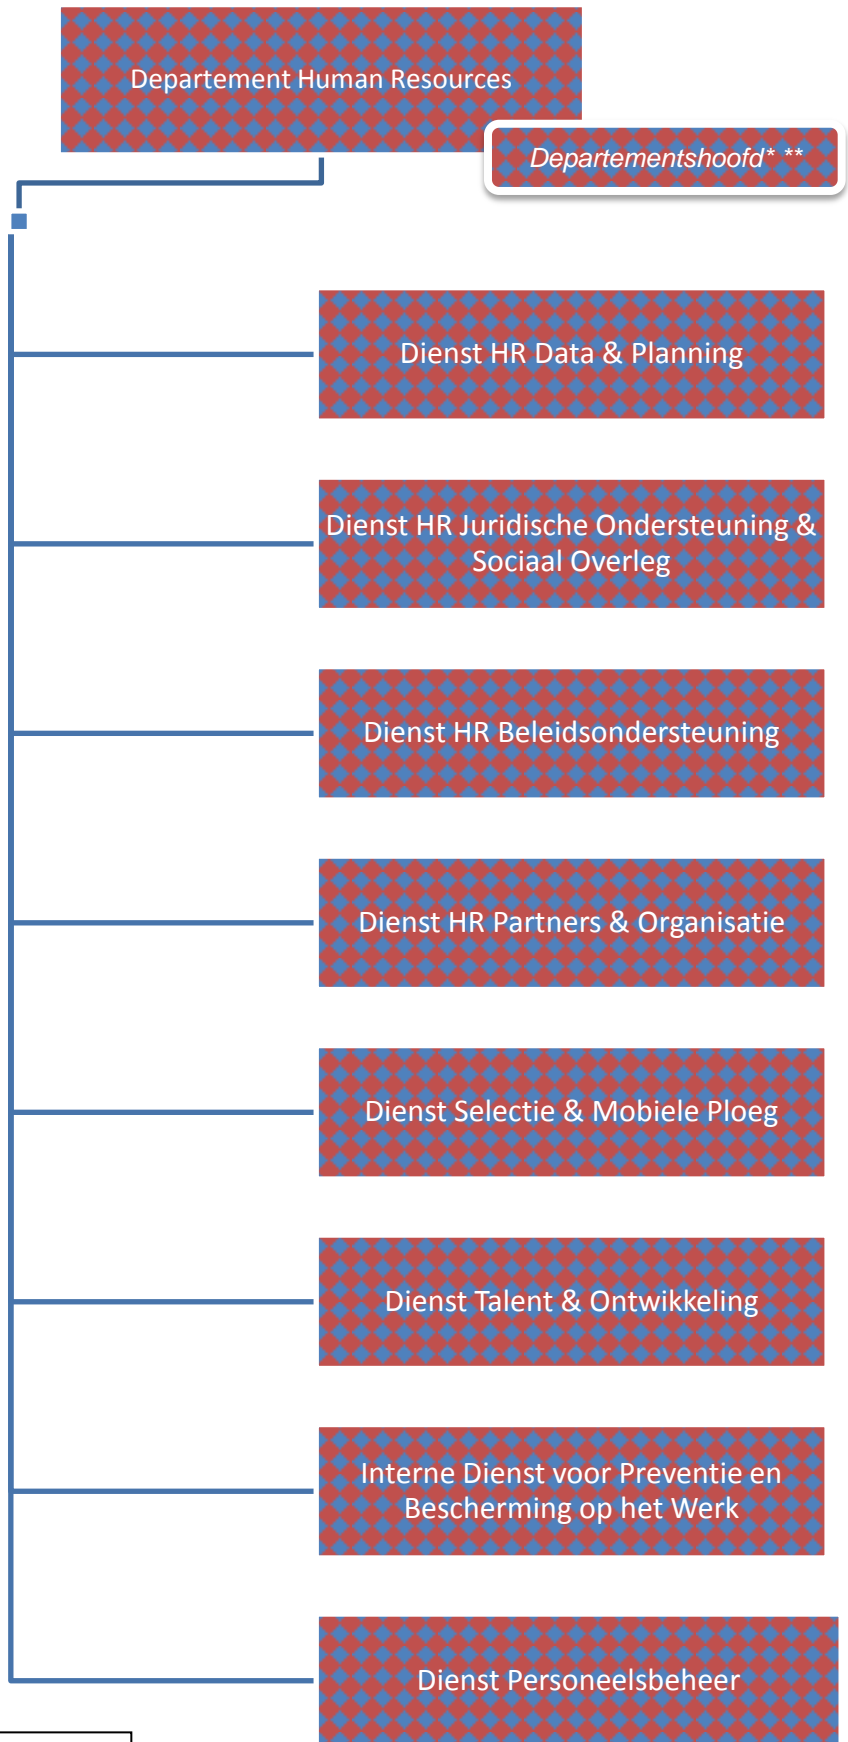 Departement Human Resources
Departementshoofd* **
Dienst HR Data & Planning
Dienst HR Juridische Ondersteuning &
Sociaal Overleg
Dienst HR Beleidsondersteuning
Dienst HR Partners & Organisatie
Dienst Selectie & Mobiele Ploeg
Dienst Talent & Ontwikkeling
Interne Dienst voor Preventie en
Bescherming op het Werk
Dienst Personeelsbeheer